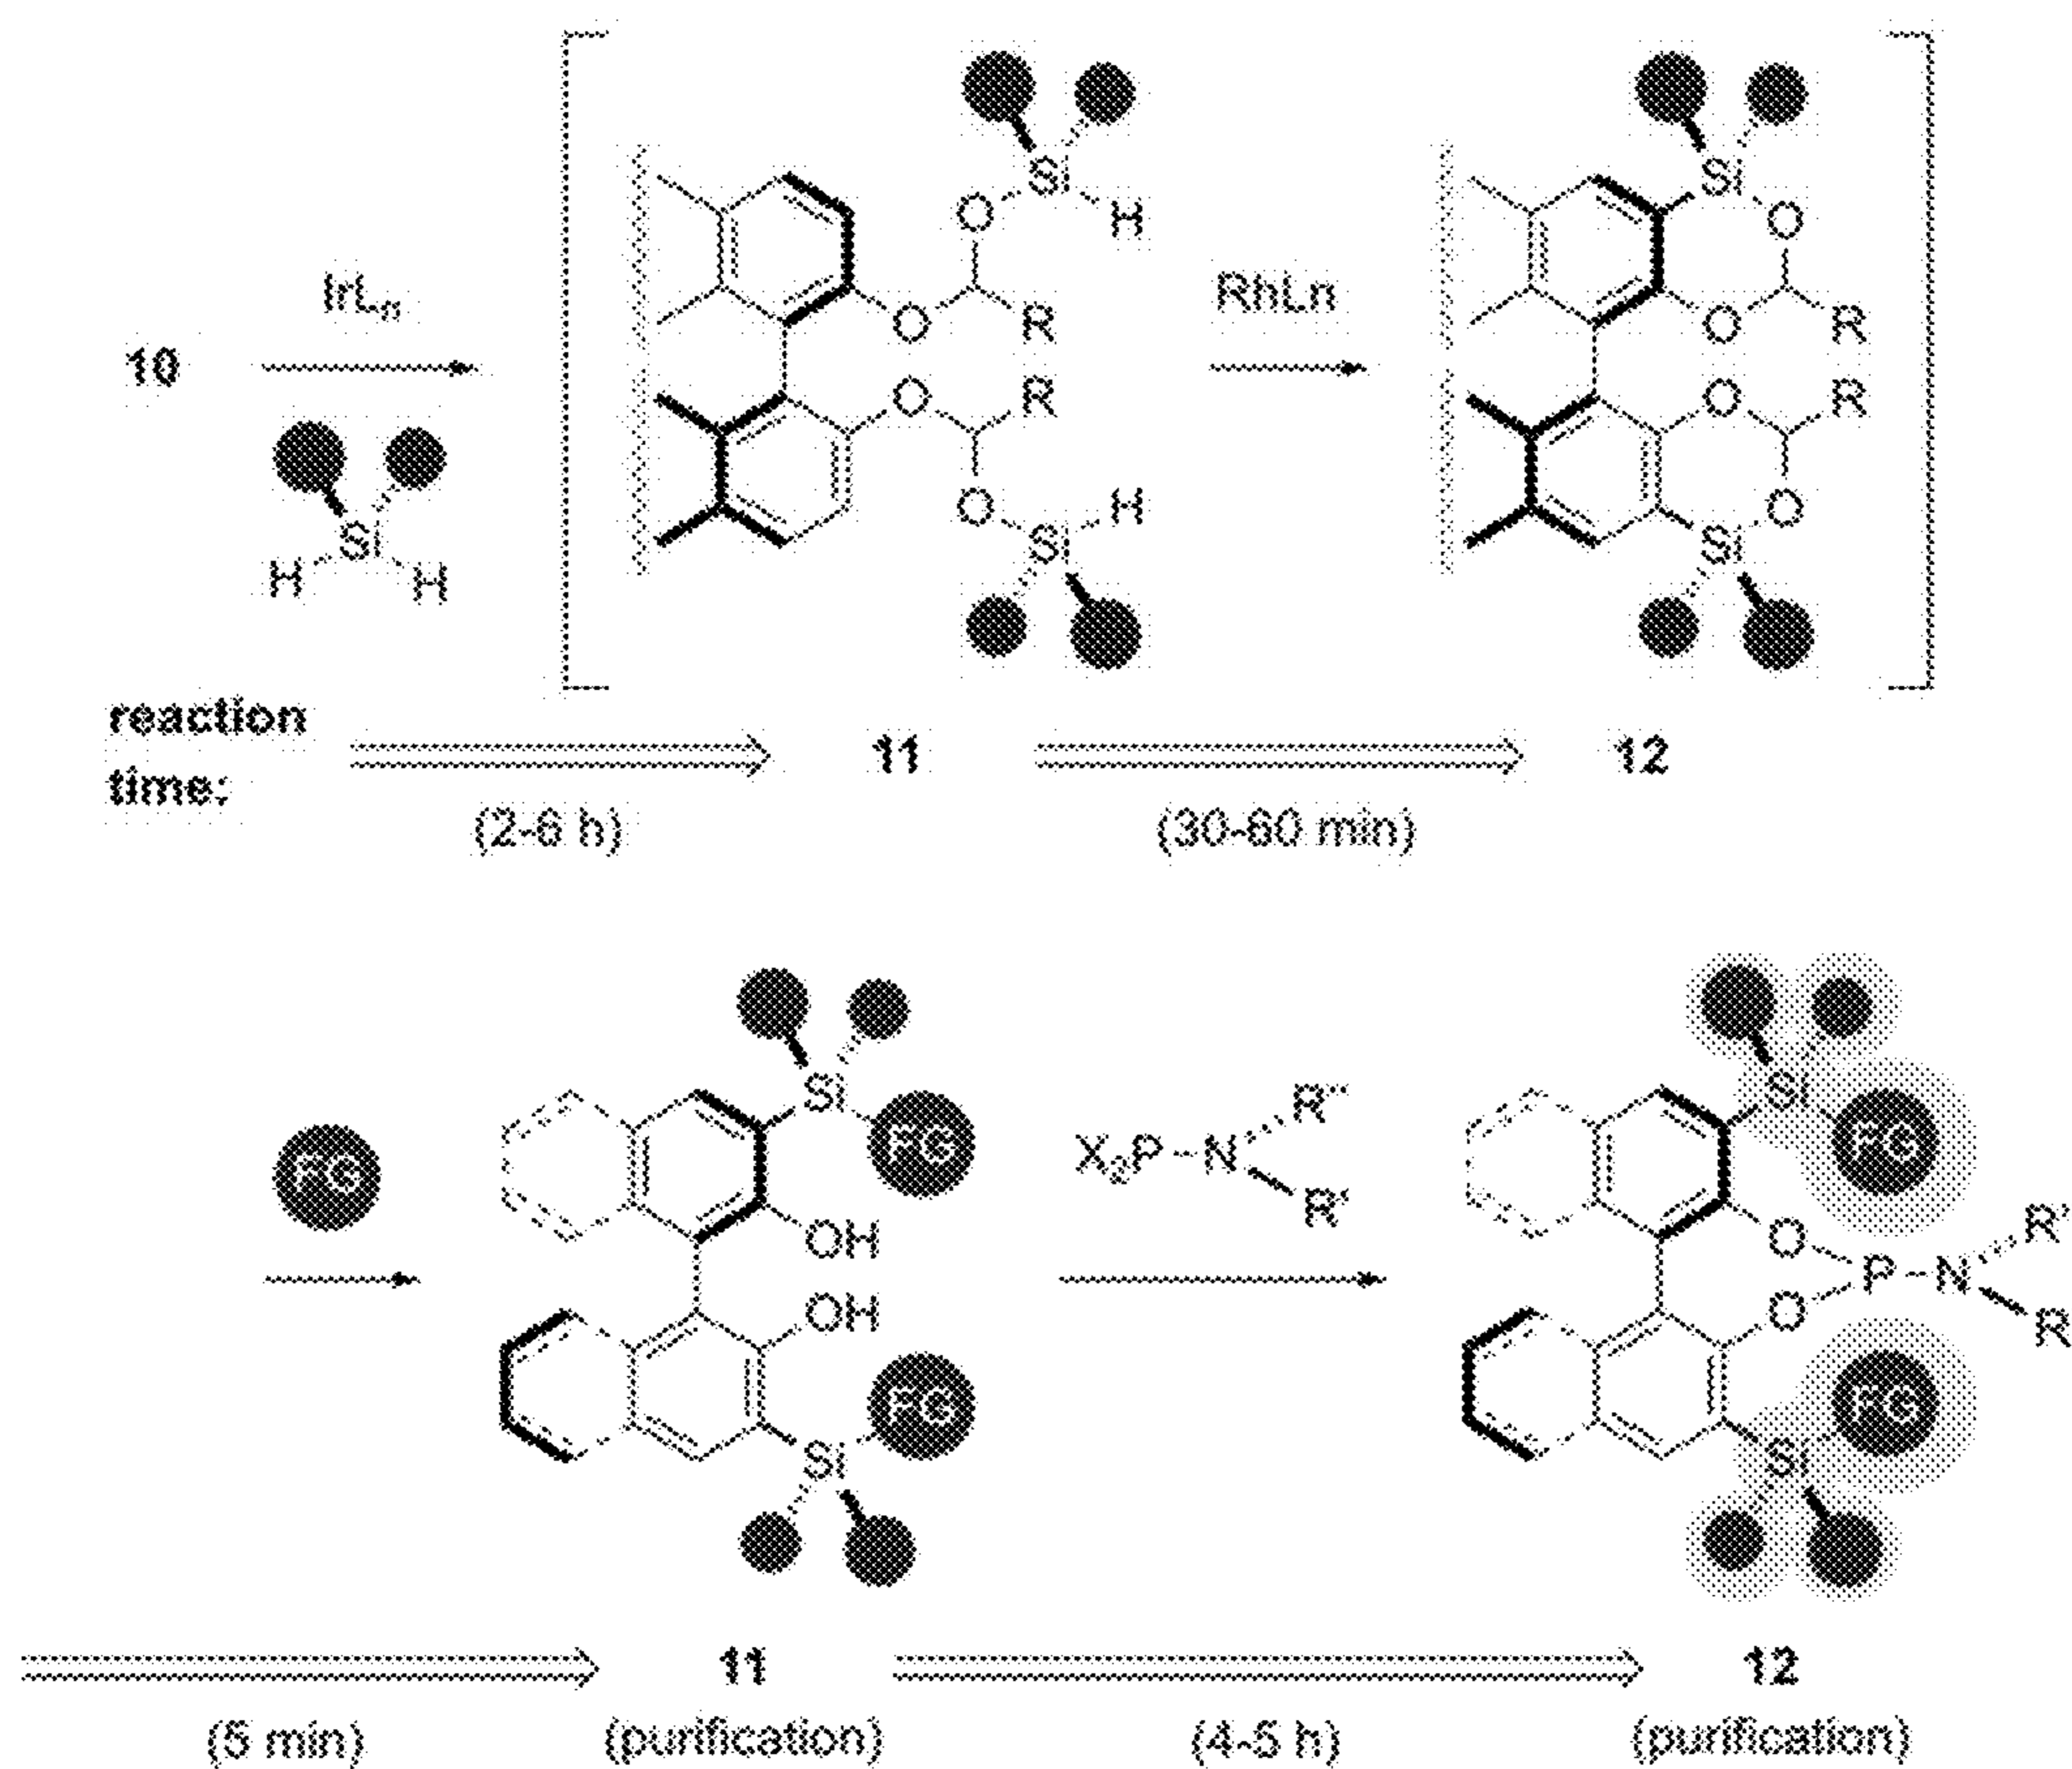 10
IrLn
Si
H
H
Si
H
O
O
R
O
R
O
H
Si
RhLn
Si
O
O
R
O
R
O
Si
reaction
time:
11
12
(2-6 h)
(30-60 min)
FG
Si
FG
OH
OH
FG
Si
X2P-N
R''
R'
Si
FG
O
P-N
R'
O
R
FG
Si
11
12
(5 min)
(purification)
(4-5 h)
(purification)